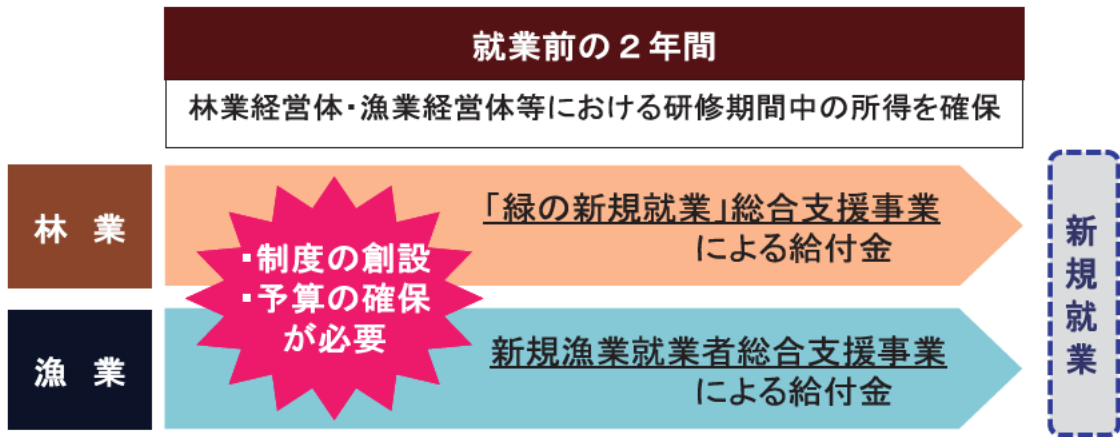 就業前の２年間
林業経営体・漁業経営体等における研修期間中の所得を確保
林　業
・制度の創設
・予算の確保
が必要
「緑の新規就業」総合支援事業
による給付金
漁　業
新規漁業就業者総合支援事業
による給付金
新規就業